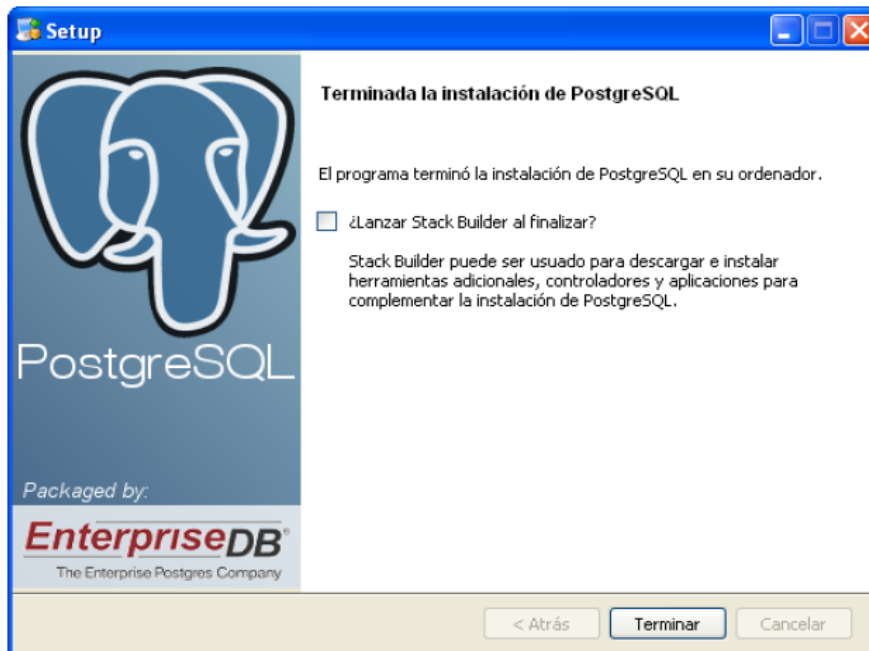 Setup
Terminada la instalación de PostgreSQL
El programa terminó la instalación de PostgreSQL en su ordenador.
¿Lanzar Stack Builder al finalizar?
Stack Builder puede ser usado para descargar e instalar
herramientas adicionales, controladores y aplicaciones para
complementar la instalación de PostgreSQL.
PostgreSQL
Packaged by:
EnterpriseDB®
The Enterprise Postgres Company
< Atrás
Terminar
Cancelar